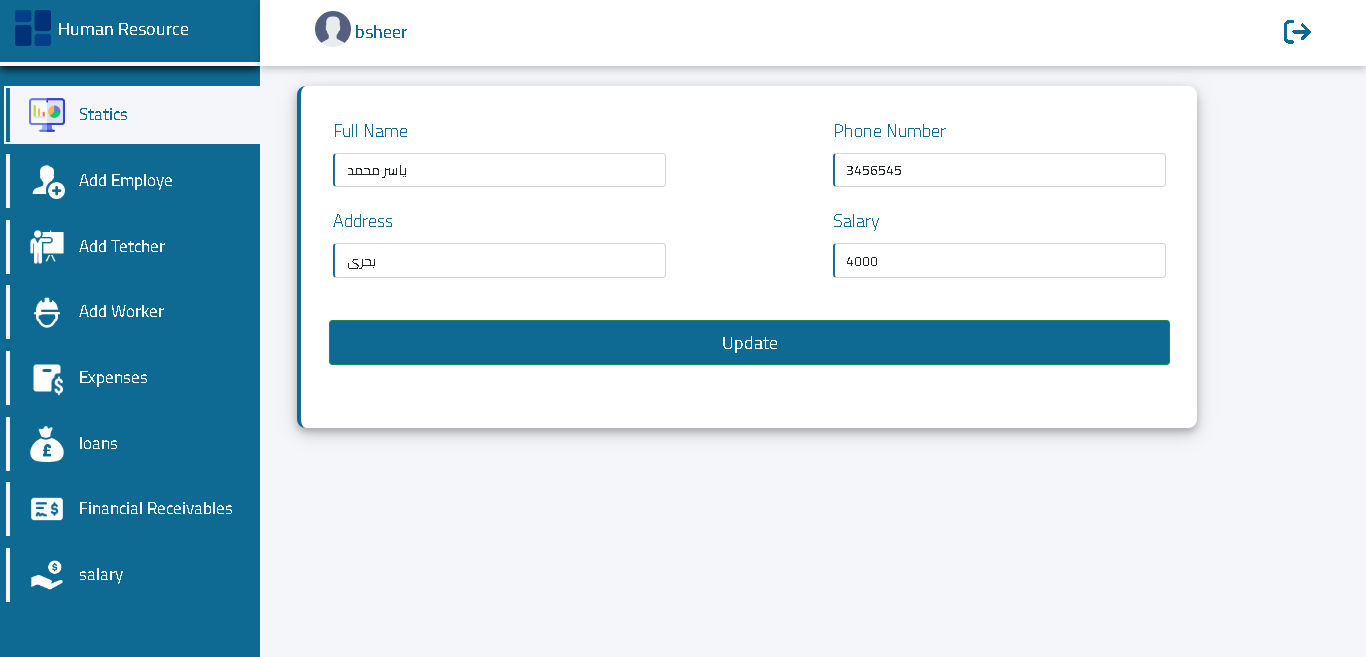 Human Resource
bsheer
Statics
Add Employe
Add Tetcher
Add Worker
Expenses
loans
Financial Receivables
salary
Full Name
ياسر محمد
Phone Number
3456545
Address
بحري
Salary
4000
Update